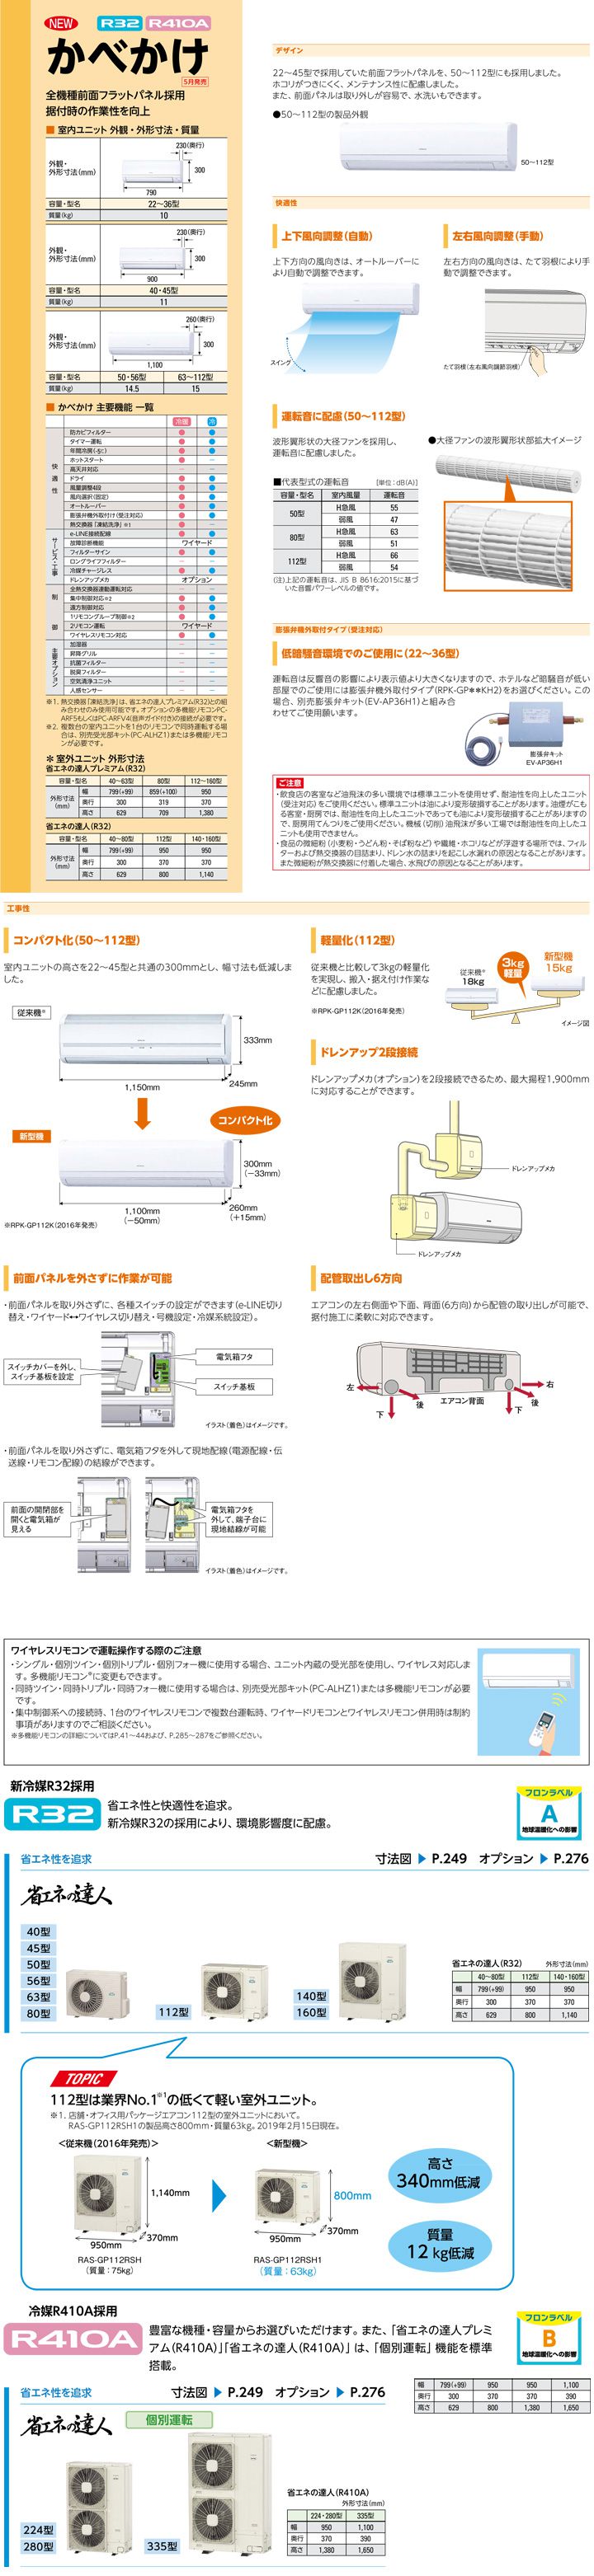 NEW
R32 R410A
かべかけ
5月発売
全機種前面フラットパネル採用
据付時の作業性を向上
■ 室内ユニット 外観・外形寸法・質量
外観・
外形寸法(mm)
230(奥行)
300
790
容量・型名 22～36型
質量(kg) 10
外観・
外形寸法(mm)
230(奥行)
300
900
容量・型名 40・45型
質量(kg) 11
外観・
外形寸法(mm)
260(奥行)
300
1,100
容量・型名 50・56型 63～112型
質量(kg) 14.5 15
■ かべかけ 主要機能 一覧
冷暖 冷
快適性
防カビフィルター ● ●
タイマー運転 ● ●
年間冷房(-5℃) ● ●
ホットスタート ● −
高天井対応 − −
ドライ ● ●
風量調整4段 ● ●
風向選択(固定) ● ●
オートルーバー ● ●
膨張弁機外取付け(受注対応) ● ●
熱交換器「凍結洗浄」※1 ● −
サービス・工事
e-LINE接続配線 ● ●
故障診断機能 ワイヤード
フィルターサイン ● ●
ロングライフフィルター − −
冷媒チャージレス ● ●
ドレンアップメカ オプション
制御
全熱交換器連動運転対応 − −
集中制御対応※2 ● ●
遠方制御対応 ● ●
1リモコングループ制御※2 ● ●
2リモコン運転 ワイヤード
ワイヤレスリモコン対応 ● ●
主要オプション
加湿器 − −
昇降グリル − −
抗菌フィルター − −
脱臭フィルター − −
空気清浄ユニット − −
人感センサー − −
※1. 熱交換器「凍結洗浄」は、省エネの達人プレミアム(R32)との組
み合わせのみ使用可能です。オプションの多機能リモコンPC-
ARF5もしくはPC-ARFV4(音声ガイド付き)の接続が必要です。
※2. 複数台の室内ユニットを1台のリモコンで同時運転する場
合は、別売受光部キット(PC-ALHZ1)または多機能リモコ
ンが必要です。
＊ 室外ユニット 外形寸法
省エネの達人プレミアム(R32)
容量・型名 40～63型 80型 112～160型
外形寸法
(mm)
幅 799(+99) 859(+100) 950
奥行 300 319 370
高さ 629 709 1,380
省エネの達人(R32)
容量・型名 40～80型 112型 140・160型
外形寸法
(mm)
幅 799(+99) 950 950
奥行 300 370 370
高さ 629 800 1,140
デザイン
22～45型で採用していた前面フラットパネルを、50～112型にも採用しました。
ホコリがつきにくく、メンテナンス性に配慮しました。
また、前面パネルは取り外しが容易で、水洗いもできます。
●50～112型の製品外観
50～112型
快適性
上下風向調整(自動)
上下方向の風向きは、オートルーバーに
より自動で調整できます。
スイング
左右風向調整(手動)
左右方向の風向きは、たて羽根により手
動で調整できます。
たて羽根(左右風向調節羽根)
運転音に配慮(50～112型)
波形翼形状の大径ファンを採用し、
運転音に配慮しました。
●大径ファンの波形翼形状部拡大イメージ
■代表型式の運転音 [単位:dB(A)]
容量・型名 室内風量 運転音
50型 H急風 55
弱風 47
80型 H急風 63
弱風 51
112型 H急風 66
弱風 54
(注)上記の運転音は、JIS B 8616:2015に基づ
いた音響パワーレベルの値です。
膨張弁機外取付タイプ(受注対応)
低暗騒音環境でのご使用に(22～36型)
運転音は反響音の影響により表示値より大きくなりますので、ホテルなど暗騒音が低い
部屋でのご使用には膨張弁機外取付タイプ(RPK-GP＊＊KH2)をお選びください。この
場合、別売膨張弁キット(EV-AP36H1)と組み合
わせてご使用願います。
膨張弁キット
EV-AP36H1
ご注意
・飲食店の客室など油飛沫の多い環境では標準ユニットを使用せず、耐油性を向上したユニット
(受注対応)をご使用ください。標準ユニットは油により変形破損することがあります。油煙がこも
る客室・厨房では、耐油性を向上したユニットであっても油により変形破損することがありますの
で、厨房用てんつりをご使用ください。機械(切削)油飛沫が多い工場では耐油性を向上したユニ
ットも使用できません。
・食品の微細粉(小麦粉・うどん粉・そば粉など)や繊維・ホコリなどが浮遊する場所では、フィル
ターおよび熱交換器の目詰まり、ドレン水の詰まりを起こし水漏れの原因となることがあります。
また微細粉が熱交換器に付着した場合、水飛びの原因となることがあります。
工事性
コンパクト化(50～112型)
室内ユニットの高さを22～45型と共通の300mmとし、幅寸法も低減しま
した。
従来機※
333mm
1,150mm
245mm
コンパクト化
新型機
300mm
(−33mm)
1,100mm
(−50mm)
260mm
(+15mm)
※RPK-GP112K(2016年発売)
軽量化(112型)
従来機と比較して3kgの軽量化
を実現し、搬入・据え付け作業な
どに配慮しました。
※RPK-GP112K(2016年発売)
従来機※
18kg
3kg
軽量
新型機
15kg
イメージ図
ドレンアップ2段接続
ドレンアップメカ(オプション)を2段接続できるため、最大揚程1,900mm
に対応することができます。
ドレンアップメカ
ドレンアップメカ
前面パネルを外さずに作業が可能
・前面パネルを取り外さずに、各種スイッチの設定ができます(e-LINE切り
替え・ワイヤード⟷ワイヤレス切り替え・号機設定・冷媒系統設定)。
スイッチカバーを外し、
スイッチ基板を設定
電気箱フタ
スイッチ基板
イラスト(着色)はイメージです。
・前面パネルを取り外さずに、電気箱フタを外して現地配線(電源配線・伝
送線・リモコン配線)の結線ができます。
前面の開閉部を
開くと電気箱が
見える
電気箱フタを
外して、端子台に
現地結線が可能
イラスト(着色)はイメージです。
配管取出し6方向
エアコンの左右側面や下面、背面(6方向)から配管の取り出しが可能で、
据付施工に柔軟に対応できます。
左
下
後
エアコン背面
下
後
右
ワイヤレスリモコンで運転操作する際のご注意
・シングル・個別ツイン・個別トリプル・個別フォー機に使用する場合、ユニット内蔵の受光部を使用し、ワイヤレス対応しま
す。多機能リモコン※に変更もできます。
・同時ツイン・同時トリプル・同時フォー機に使用する場合は、別売受光部キット(PC-ALHZ1)または多機能リモコンが必要
です。
・集中制御系への接続時、1台のワイヤレスリモコンで複数台運転時、ワイヤードリモコンとワイヤレスリモコン併用時は制約
事項がありますのでご相談ください。
※多機能リモコンの詳細についてはP.41～44および、P.285～287をご参照ください。
新冷媒R32採用
R32
省エネ性と快適性を追求。
新冷媒R32の採用により、環境影響度に配慮。
フロンラベル
A
地球温暖化への影響
省エネ性を追求
寸法図 ▶ P.249 オプション ▶ P.276
省エネの達人
40型
45型
50型
56型
63型
80型
112型
140型
160型
省エネの達人(R32) 外形寸法(mm)
40～80型 112型 140・160型
幅 799(+99) 950 950
奥行 300 370 370
高さ 629 800 1,140
TOPIC
112型は業界No.1※1の低くて軽い室外ユニット。
※1. 店舗・オフィス用パッケージエアコン112型の室外ユニットにおいて。
RAS-GP112RSH1の製品高さ800mm・質量63kg。2019年2月15日現在。
<従来機(2016年発売)>
1,140mm
950mm
370mm
RAS-GP112RSH
(質量：75kg)
<新型機>
800mm
950mm
370mm
RAS-GP112RSH1
(質量：63kg)
高さ
340mm低減
質量
12 kg低減
冷媒R410A採用
R410A
豊富な機種・容量からお選びいただけます。また、「省エネの達人プレミ
アム(R410A)」「省エネの達人(R410A)」は、「個別運転」機能を標準
搭載。
フロンラベル
B
地球温暖化への影響
省エネ性を追求
寸法図 ▶ P.249 オプション ▶ P.276
幅 799(+99) 950 950 1,100
奥行 300 370 370 390
高さ 629 800 1,380 1,650
省エネの達人
個別運転
224型
280型
335型
省エネの達人(R410A)
外形寸法(mm)
224・280型 335型
幅 950 1,100
奥行 370 390
高さ 1,380 1,650